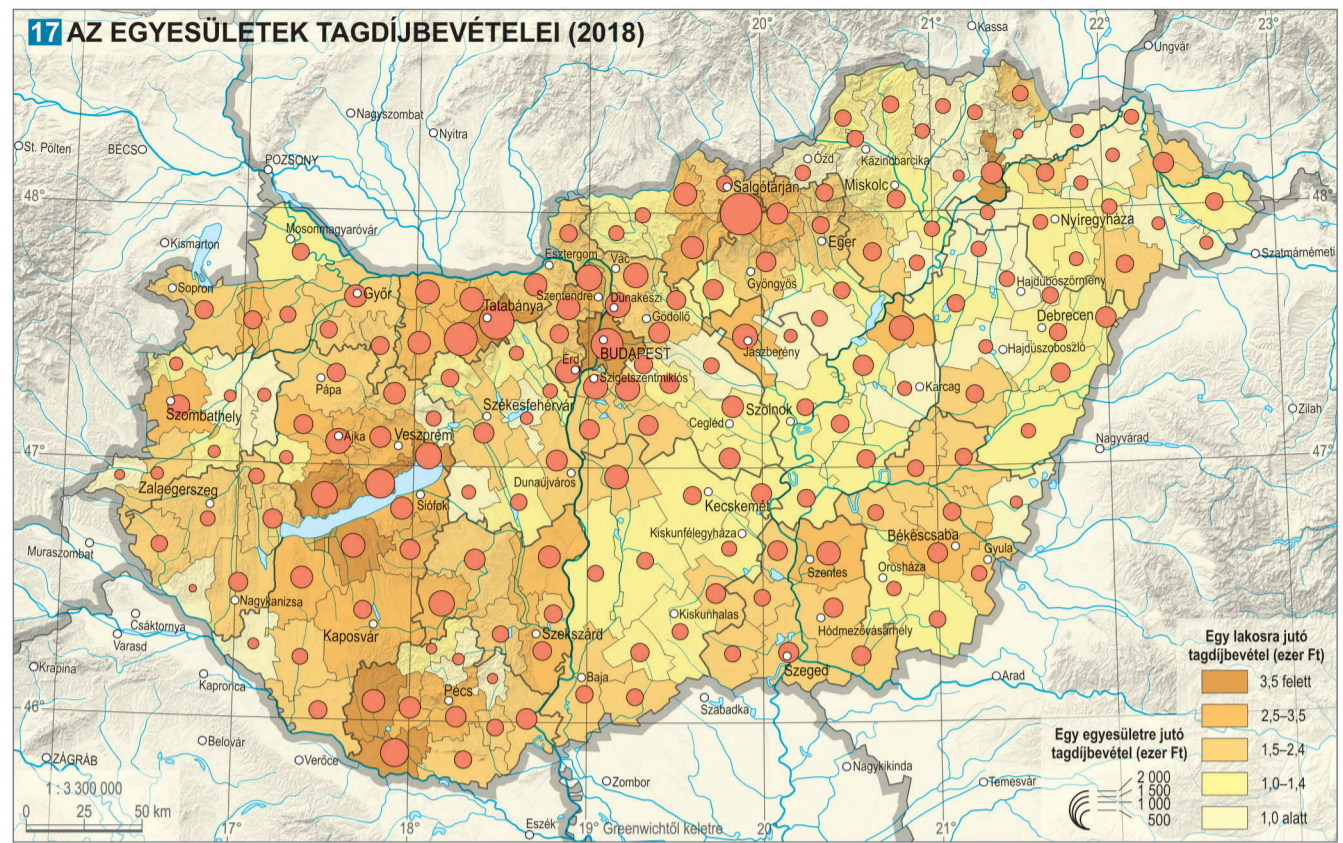 17 AZ EGYESÜLETEK TAGDÍJBEVÉTELEI (2018)
20°
21°
22°
23°
Kassa
Ungvár
Nagyszombat
Nyitra
St. Pölten
BÉCS
POZSONY
Ózd
Kazincbarcika
48°
48°
Salgótarján
Miskolc
Nyíregyháza
Kismarton
Mosonmagyaróvár
Eger
Szatmárnémeti
Esztergom
Vác
Sopron
Győr
Gyöngyös
Hajdúböszörmény
Szentendre
Dunakeszi
Tatabánya
Gödöllő
Debrecen
Jászberény
BUDAPEST
Hajdúszoboszló
Érd
Szigetszentmiklós
Pápa
Karcag
Szombathely
Székesfehérvár
Szolnok
Zilah
Cegléd
Ajka
Veszprém
Nagyvárad
47°
47°
Zalaegerszeg
Dunaújváros
Siófok
Kecskemét
Kiskunfélegyháza
Békéscsaba
Muraszombat
Gyula
Szentes
Orosháza
Nagykanizsa
Kiskunhalas
Csáktornya
Hódmezővásárhely
Kaposvár
Szekszárd
Varasd
Krapina
Szeged
Kapronca
Baja
Arad
Pécs
46°
46°
Szabadka
Belovár
Verőce
ZÁGRÁB
Nagykikinda
Zombor
Temesvár
1 : 3 300 000
0 25 50 km
17°
18°
Eszék
19° Greenwichtől keletre
20°
21°
Egy lakosra jutó
tagdíjbevétel (ezer Ft)
3,5 felett
2,5–3,5
1,5–2,4
1,0–1,4
1,0 alatt
Egy egyesületre jutó
tagdíjbevétel (ezer Ft)
2 000
1 500
1 000
500